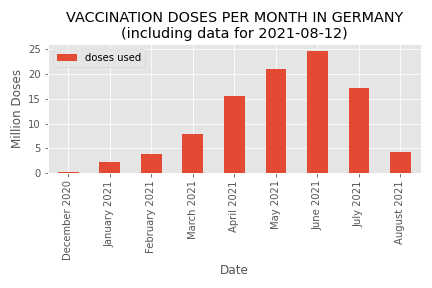 VACCINATION DOSES PER MONTH IN GERMANY
(including data for 2021-08-12)
doses used
Million Doses
25
20
15
10
5
0
December 2020
January 2021
February 2021
March 2021
April 2021
May 2021
June 2021
July 2021
August 2021
Date